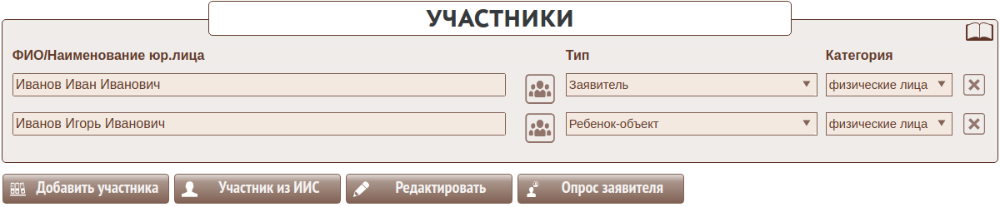 УЧАСТНИКИ
ФИО/Наименование юр.лица Тип Категория
Иванов Иван Иванович Заявитель физические лица
Иванов Игорь Иванович Ребенок-объект физические лица
Добавить участника Участник из ИИС Редактировать Опрос заявителя